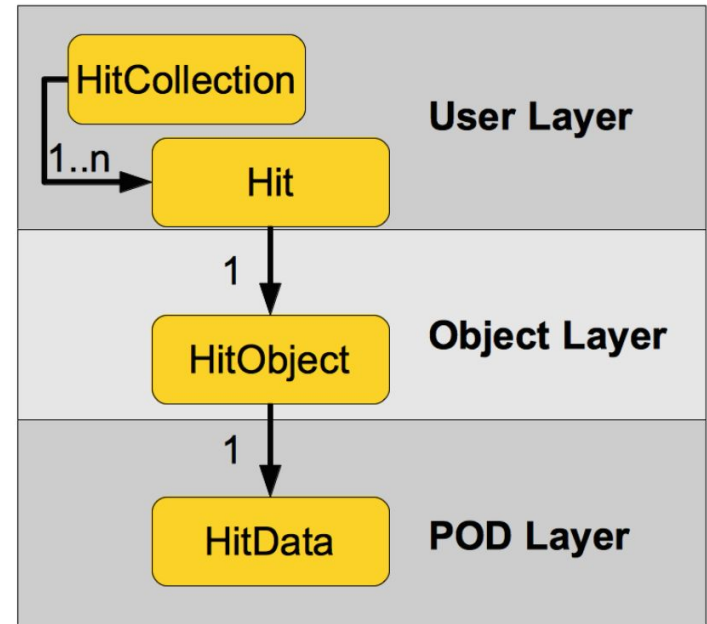 HitCollection
User Layer
1..n
Hit
1
HitObject
Object Layer
1
HitData
POD Layer